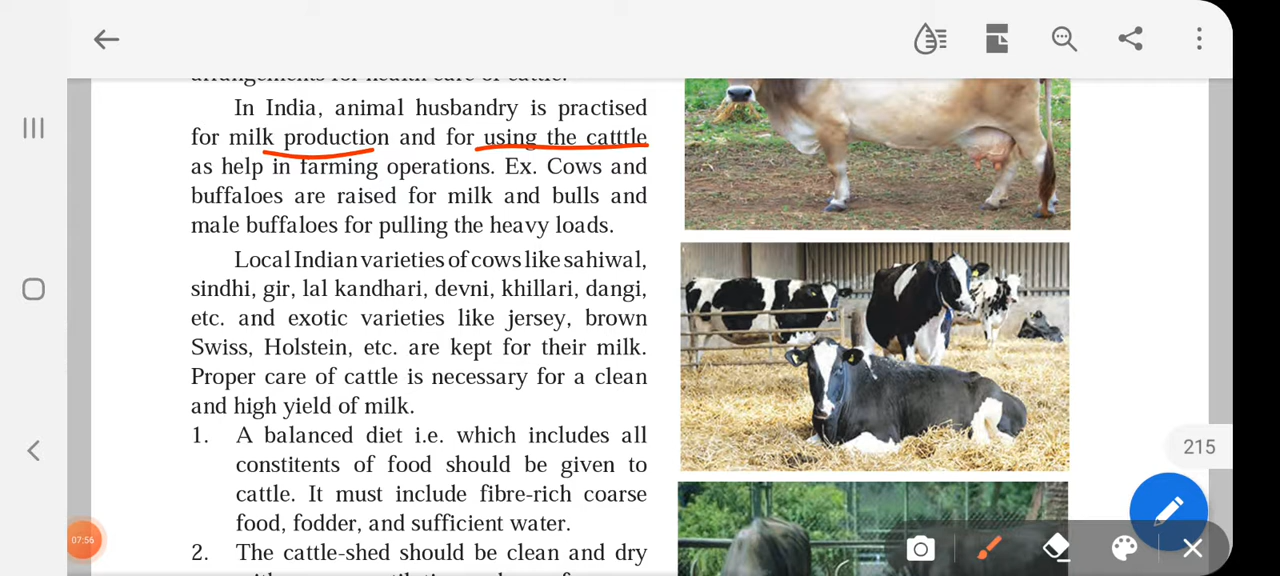 arrangements for health care of cattle.
In India, animal husbandry is practised
for milk production and for using the catttle
as help in farming operations. Ex. Cows and
buffaloes are raised for milk and bulls and
male buffaloes for pulling the heavy loads.
Local Indian varieties of cows like sahiwal,
sindhi, gir, lal kandhari, devni, khillari, dangi,
etc. and exotic varieties like jersey, brown
Swiss, Holstein, etc. are kept for their milk.
Proper care of cattle is necessary for a clean
and high yield of milk.
1. A balanced diet i.e. which includes all
constitents of food should be given to
cattle. It must include fibre-rich coarse
food, fodder, and sufficient water.
2. The cattle-shed should be clean and dry
215
07:56